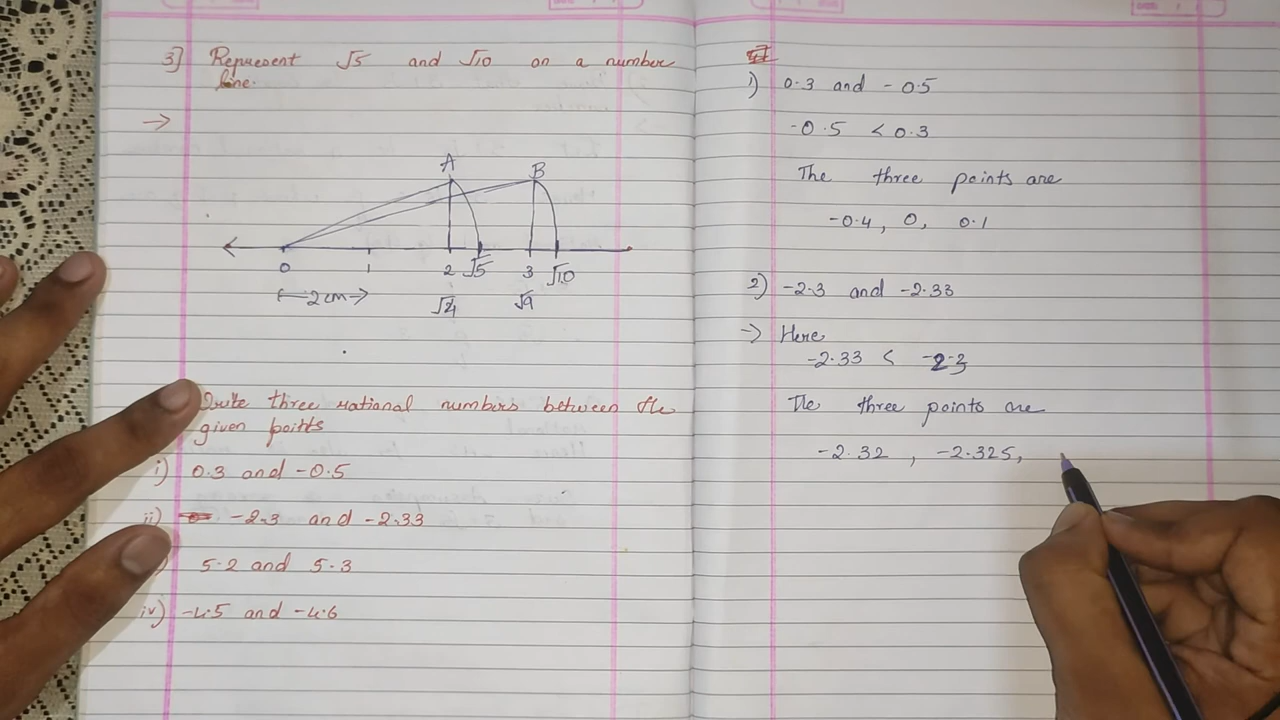 3] Represent √5 and √10 on a number
line.
→
A B
0 1 2 √5 3 √10
2cm √4 √9
Write three rational numbers between the
given points
i) 0.3 and -0.5
ii) -2.3 and -2.33
5.2 and 5.3
iv) -4.5 and -4.6
1) 0.3 and -0.5
-0.5 < 0.3
The three points are
-0.4, 0, 0.1
2) -2.3 and -2.33
→ Here
-2.33 < -2.3
The three points are
-2.32, -2.325,